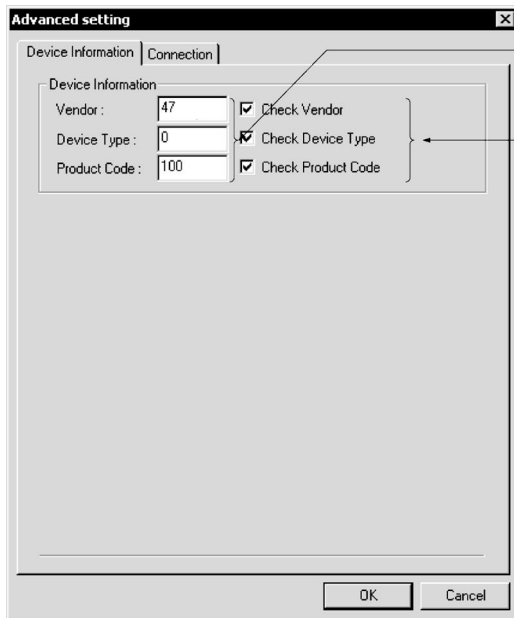 Advanced setting
Device Information
Connection
Device Information
Vendor : 47 Check Vendor
Device Type : 0 Check Device Type
Product Code : 100 Check Product Code
OK
Cancel